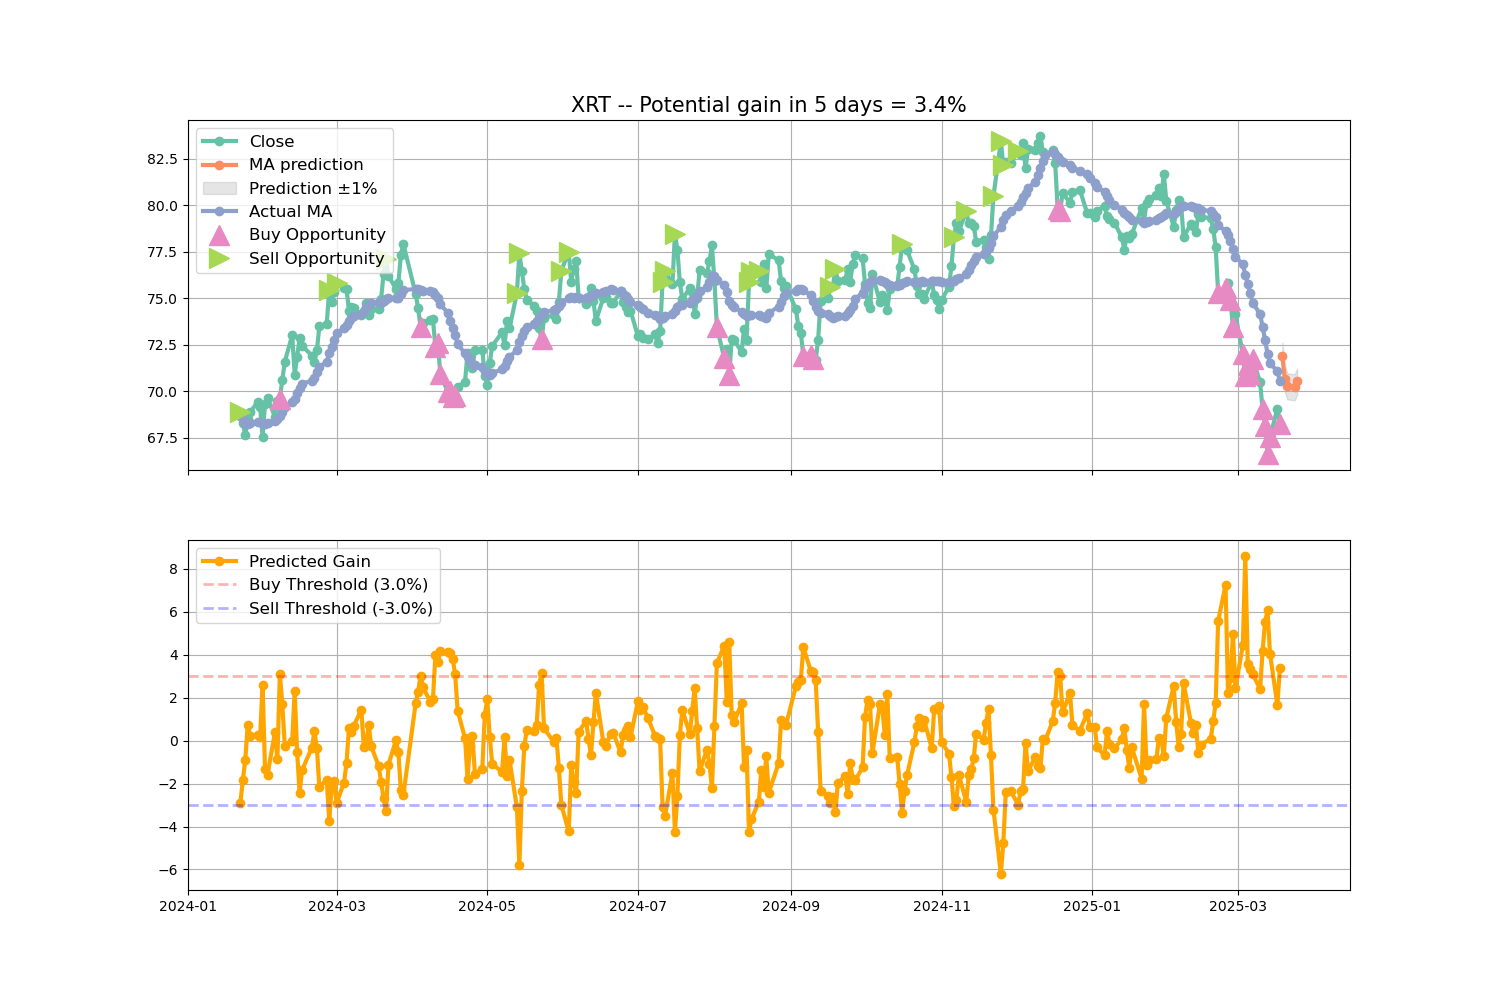 XRT -- Potential gain in 5 days = 3.4%
Close
MA prediction
Prediction ±1%
Actual MA
Buy Opportunity
Sell Opportunity
82.5
80.0
77.5
75.0
72.5
70.0
67.5
Predicted Gain
Buy Threshold (3.0%)
Sell Threshold (-3.0%)
8
6
4
2
0
−2
−4
−6
2024-01 2024-03 2024-05 2024-07 2024-09 2024-11 2025-01 2025-03